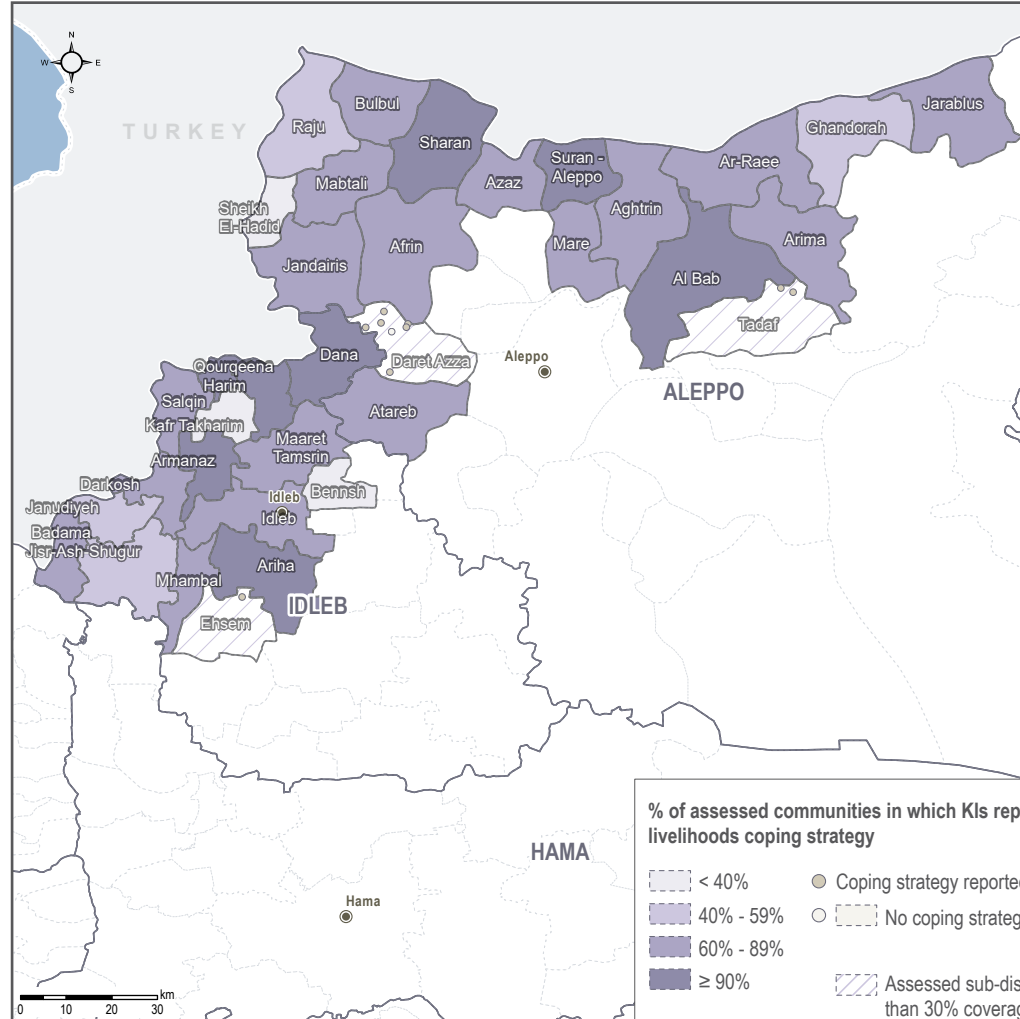 N
W
E
S
TURKEY
Bulbul
Raju
Sharan
Jarablus
Ghandorah
Suran -
Aleppo
Ar-Raee
Mabtali
Azaz
Sheikh
El-Hadid
Aghtrin
Afrin
Mare
Arima
Jandairis
Al Bab
Tadaf
Dana
Daret Azza
Aleppo
Qourqeena
Harim
ALEPPO
Salqin
Atareb
Kafr Takharim
Maaret
Tamsrin
Armanaz
Darkosh
Bennsh
Idleb
Janudiyeh
Idleb
Badama
Jisr-Ash-Shugur
Ariha
Mhambal
IDLEB
Ehsem
HAMA
Hama
% of assessed communities in which KIs rep
livelihoods coping strategy
< 40%
Coping strategy reported
40% - 59%
No coping strateg
60% - 89%
≥ 90%
Assessed sub-dis
than 30% coverag
km
0 10 20 30